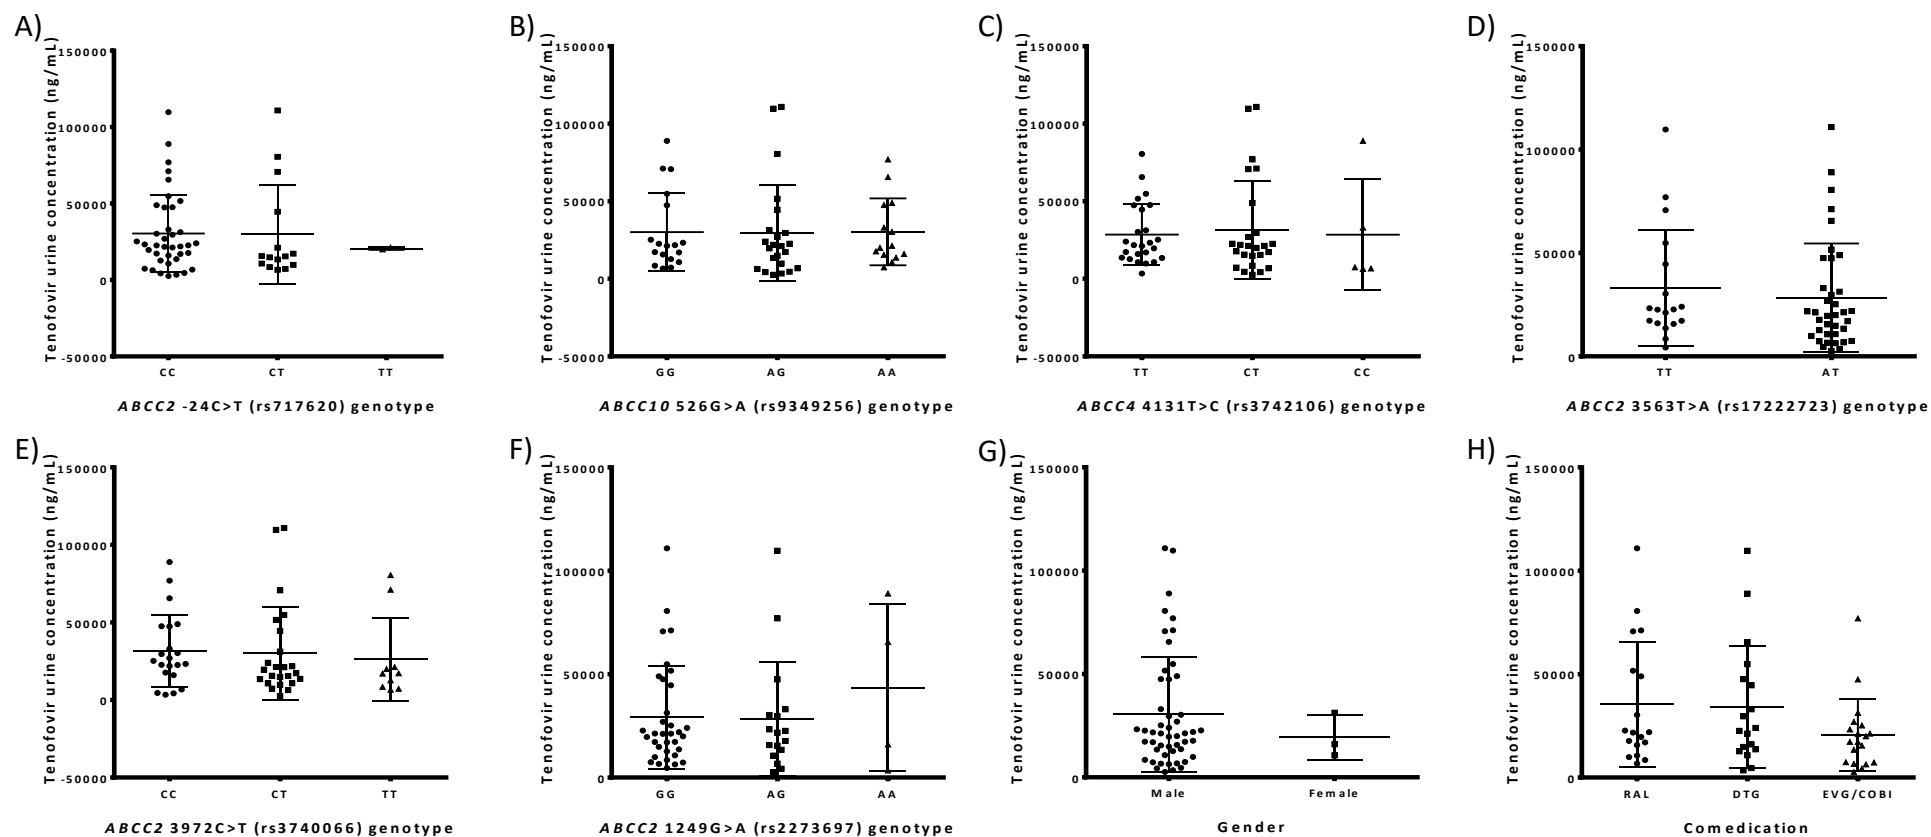 A)
Tenofovir urine concentration (ng/mL)
150000
100000
50000
0
-50000
CC CT TT
ABCC2 -24C>T (rs717620) genotype
B)
Tenofovir urine concentration (ng/mL)
150000
100000
50000
0
-50000
GG AG AA
ABCC10 526G>A (rs9349256) genotype
C)
Tenofovir urine concentration (ng/mL)
150000
100000
50000
0
-50000
TT CT CC
ABCC4 4131T>C (rs3742106) genotype
D)
Tenofovir urine concentration (ng/mL)
150000
100000
50000
0
TT AT
ABCC2 3563T>A (rs17222723) genotype
E)
Tenofovir urine concentration (ng/mL)
150000
100000
50000
0
-50000
CC CT TT
ABCC2 3972C>T (rs3740066) genotype
F)
Tenofovir urine concentration (ng/mL)
150000
100000
50000
0
GG AG AA
ABCC2 1249G>A (rs2273697) genotype
G)
Tenofovir urine concentration (ng/mL)
150000
100000
50000
0
Male Female
Gender
H)
Tenofovir urine concentration (ng/mL)
150000
100000
50000
0
RAL DTG EVG/COBI
Comedication